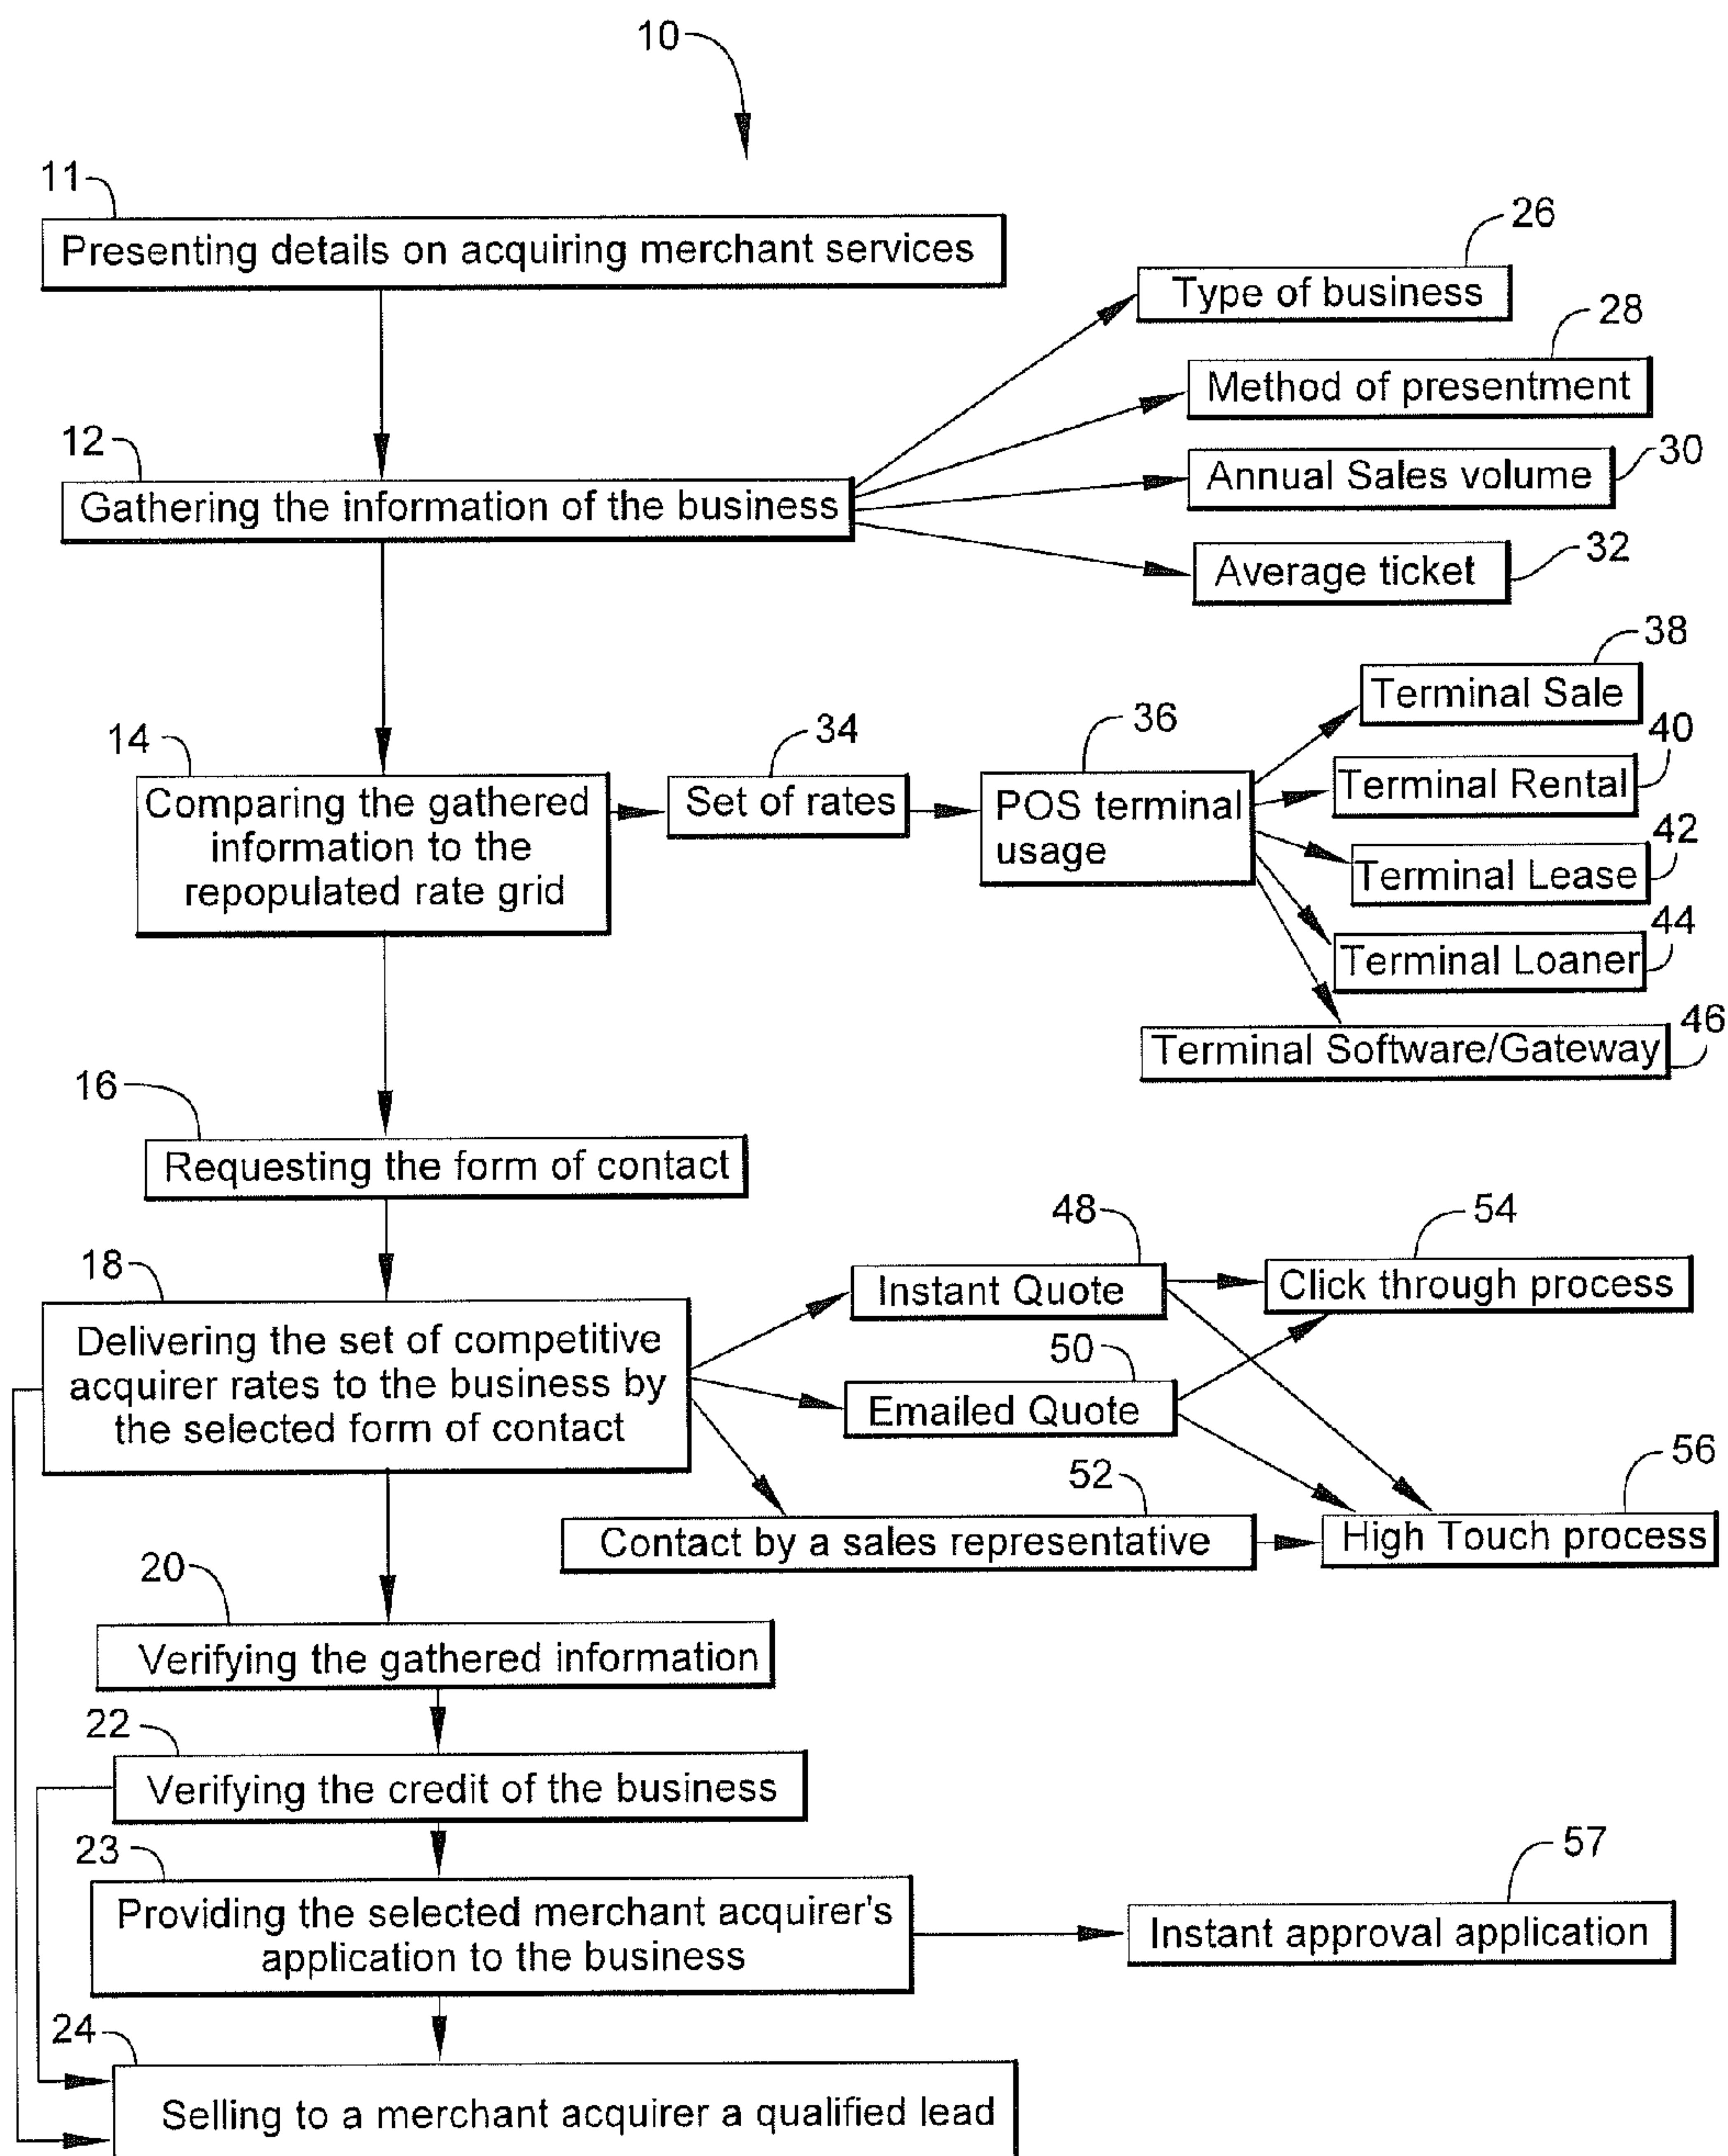 10
11
Presenting details on acquiring merchant services
26
Type of business
28
Method of presentment
12
Gathering the information of the business
Annual Sales volume
30
Average ticket
32
38
Terminal Sale
14
Comparing the gathered
information to the
repopulated rate grid
34
Set of rates
36
POS terminal
usage
40
Terminal Rental
42
Terminal Lease
44
Terminal Loaner
46
Terminal Software/Gateway
16
Requesting the form of contact
18
Delivering the set of competitive
acquirer rates to the business by
the selected form of contact
48
Instant Quote
54
Click through process
50
Emailed Quote
52
Contact by a sales representative
56
High Touch process
20
Verifying the gathered information
22
Verifying the credit of the business
23
Providing the selected merchant acquirer's
application to the business
57
Instant approval application
24
Selling to a merchant acquirer a qualified lead